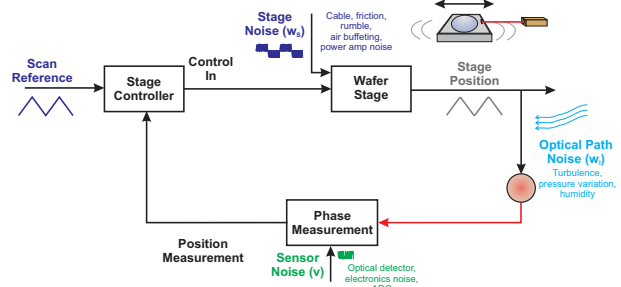 Stage
Noise (wₛ)
Cable, friction,
rumble,
air buffeting,
power amp noise
Scan
Reference
Stage
Controller
Control
In
Wafer
Stage
Stage
Position
Optical Path
Noise (wₗ)
Turbulence,
pressure variation,
humidity
Phase
Measurement
Position
Measurement
Sensor
Noise (v)
Optical detector,
electronics noise,